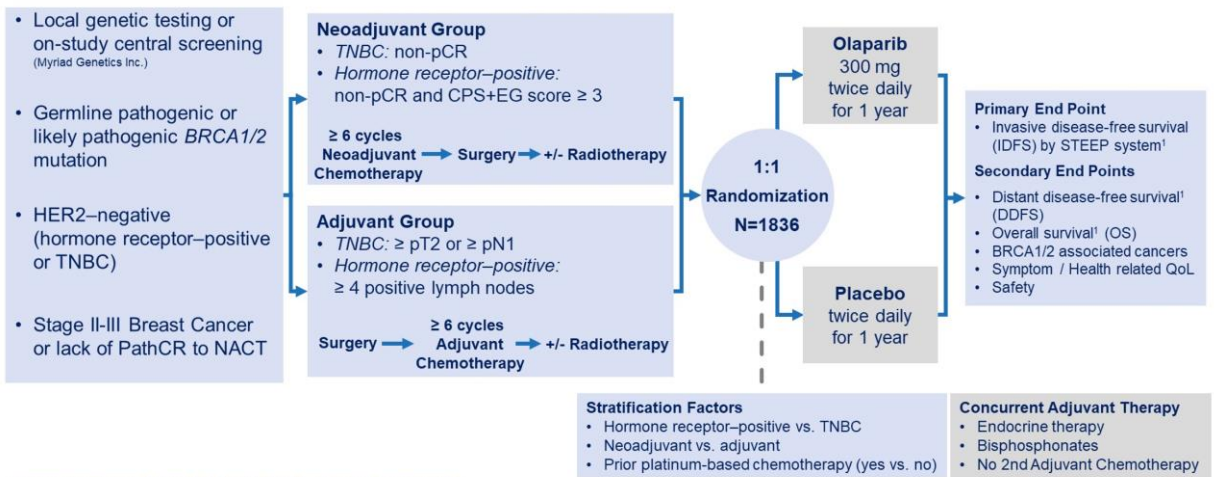 • Local genetic testing or
on-study central screening
(Myriad Genetics Inc.)
• Germline pathogenic or
likely pathogenic BRCA1/2
mutation
• HER2–negative
(hormone receptor–positive
or TNBC)
• Stage II-III Breast Cancer
or lack of PathCR to NACT
Neoadjuvant Group
• TNBC: non-pCR
• Hormone receptor–positive:
non-pCR and CPS+EG score ≥ 3
≥ 6 cycles
Neoadjuvant
Chemotherapy
Surgery
+/- Radiotherapy
Adjuvant Group
• TNBC: ≥ pT2 or ≥ pN1
• Hormone receptor–positive:
≥ 4 positive lymph nodes
Surgery
≥ 6 cycles
Adjuvant
Chemotherapy
+/- Radiotherapy
1:1
Randomization
N=1836
Olaparib
300 mg
twice daily
for 1 year
Placebo
twice daily
for 1 year
Primary End Point
• Invasive disease-free survival
(IDFS) by STEEP system¹
Secondary End Points
• Distant disease-free survival¹
(DDFS)
• Overall survival¹ (OS)
• BRCA1/2 associated cancers
• Symptom / Health related QoL
• Safety
Stratification Factors
• Hormone receptor–positive vs. TNBC
• Neoadjuvant vs. adjuvant
• Prior platinum-based chemotherapy (yes vs. no)
Concurrent Adjuvant Therapy
• Endocrine therapy
• Bisphosphonates
• No 2nd Adjuvant Chemotherapy